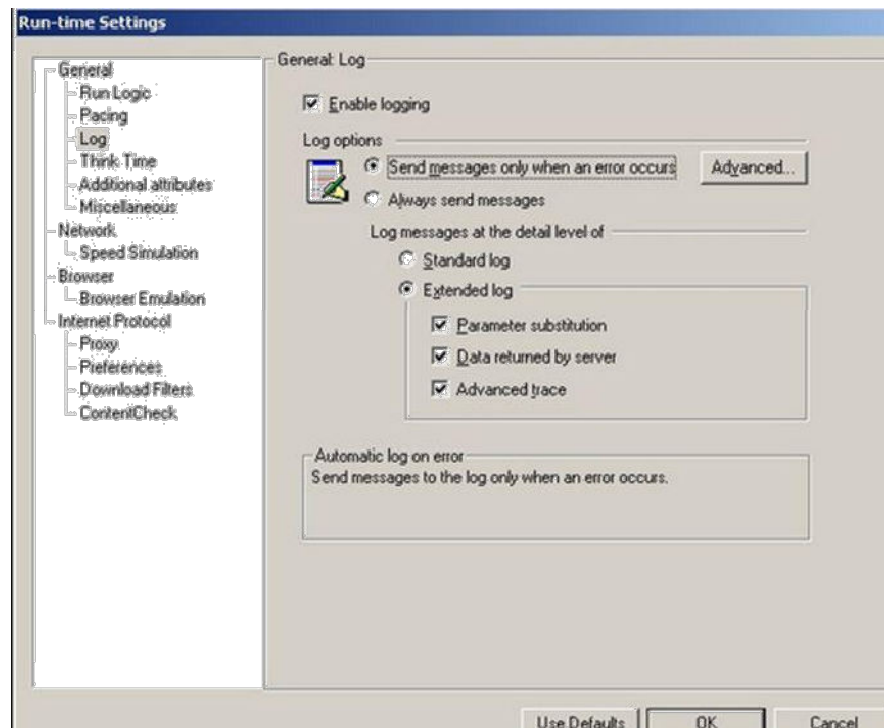 Run-time Settings
General
Run Logic
Pacing
Log
Think Time
Additional attributes
Miscellaneous
Network
Speed Simulation
Browser
Browser Emulation
Internet Protocol
Proxy
Preferences
Download Filters
ContentCheck
General: Log
Enable logging
Log options
Send messages only when an error occurs
Advanced...
Always send messages
Log messages at the detail level of
Standard log
Extended log
Parameter substitution
Data returned by server
Advanced trace
Automatic log on error
Send messages to the log only when an error occurs.
Use Defaults
OK
Cancel